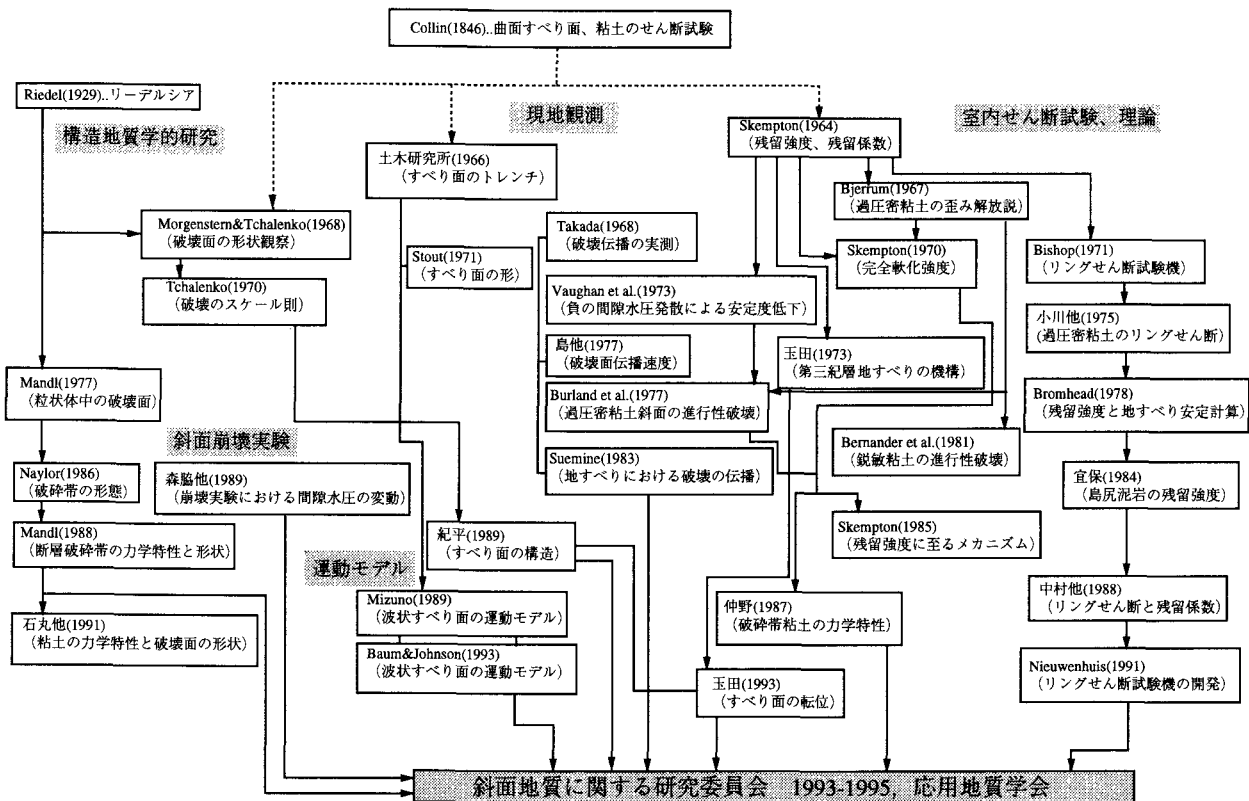 Collin(1846)..曲面すべり面、粘土のせん断試験
Riedel(1929)..リーデルシア
構造地質学的研究
現地観測
室内せん断試験、理論
Skempton(1964)
(残留強度、残留係数)
土木研究所(1966)
(すべり面のトレンチ)
Bjerrum(1967)
(過圧密粘土の歪み解放説)
Morgenstern&Tchalenko(1968)
(破壊面の形状観察)
Takada(1968)
(破壊伝播の実測)
Stout(1971)
(すべり面の形)
Skempton(1970)
(完全軟化強度)
Bishop(1971)
(リングせん断試験機)
Tchalenko(1970)
(破壊のスケール則)
Vaughan et al.(1973)
(負の間隙水圧発散による安定度低下)
小川他(1975)
(過圧密粘土のリングせん断)
島他(1977)
(破壊面伝播速度)
玉田(1973)
(第三紀層地すべりの機構)
Mandl(1977)
(粒状体中の破壊面)
Burland et al.(1977)
(過圧密粘土斜面の進行性破壊)
Bromhead(1978)
(残留強度と地すべり安定計算)
斜面崩壊実験
Bernander et al.(1981)
(鋭敏粘土の進行性破壊)
Naylor(1986)
(破砕帯の形態)
森脇他(1989)
(崩壊実験における間隙水圧の変動)
Suemine(1983)
(地すべりにおける破壊の伝播)
宜保(1984)
(島尻泥岩の残留強度)
Mandl(1988)
(断層破砕帯の力学特性と形状)
紀平(1989)
(すべり面の構造)
Skempton(1985)
(残留強度に至るメカニズム)
運動モデル
Mizuno(1989)
(波状すべり面の運動モデル)
仲野(1987)
(破砕帯粘土の力学特性)
中村他(1988)
(リングせん断と残留係数)
石丸他(1991)
(粘土の力学特性と破壊面の形状)
Baum&Johnson(1993)
(波状すべり面の運動モデル)
玉田(1993)
(すべり面の転位)
Nieuwenhuis(1991)
(リングせん断試験機の開発)
斜面地質に関する研究委員会 1993-1995, 応用地質学会